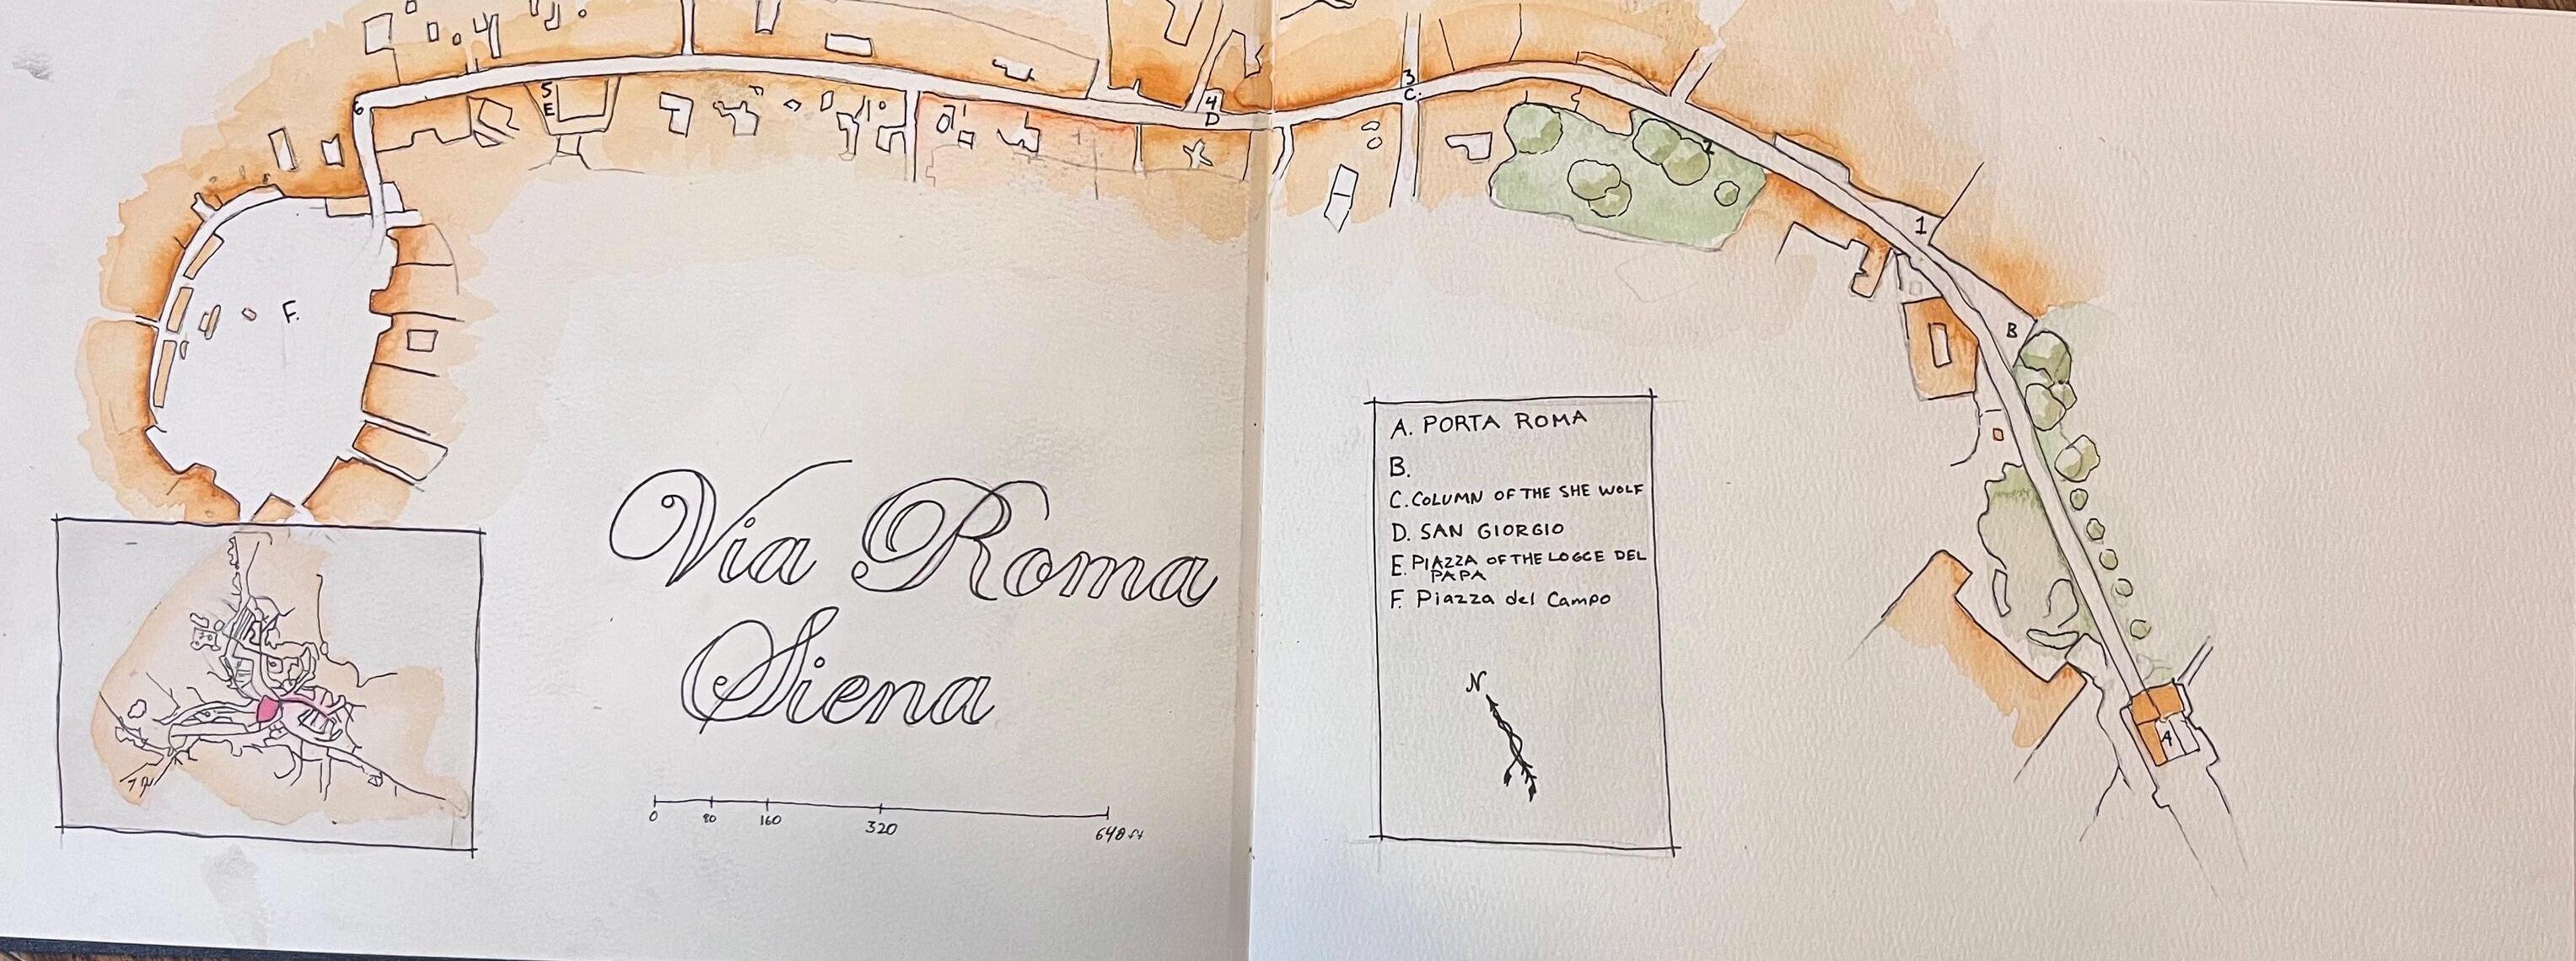 6
S
E
4
D
3
C.
2
1
B
F.
A
Via Roma
Siena
0 80 160 320 640 ft
A. PORTA ROMA
B.
C. COLUMN OF THE SHE WOLF
D. SAN GIORGIO
E. PIAZZA OF THE LOGGE DEL
PAPA
F. Piazza del Campo
N